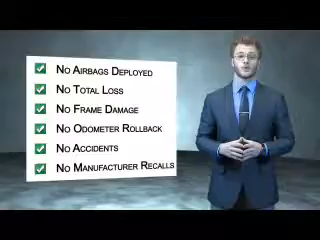 No Airbags Deployed
No Total Loss
No Frame Damage
No Odometer Rollback
No Accidents
No Manufacturer Recalls